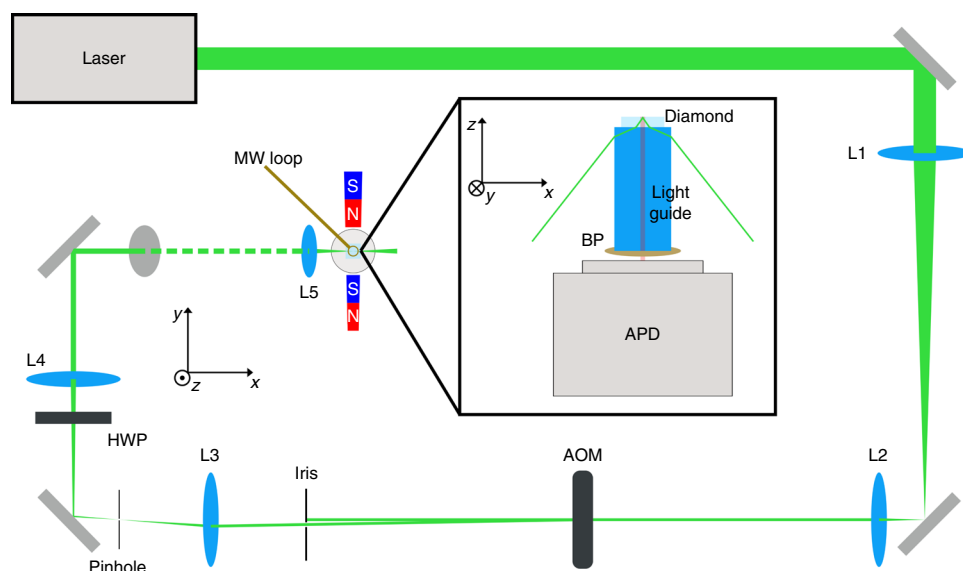 Laser
L1
z
Diamond
MW loop
S
N
y
x
Light
guide
BP
L5
S
N
APD
y
x
z
L4
HWP
L3
Iris
AOM
L2
Pinhole